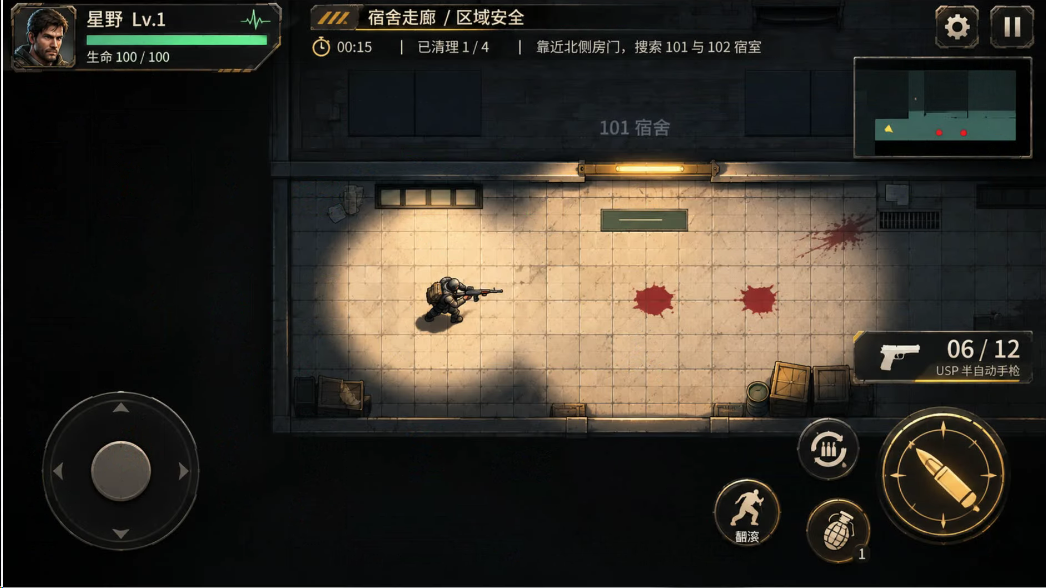 星野 Lv.1
生命 100 / 100
宿舍走廊 / 区域安全
00:15 | 已清理 1 / 4 | 靠近北侧房门，搜索 101 与 102 宿室
101 宿舍
06 / 12
USP 半自动手枪
翻滚
1